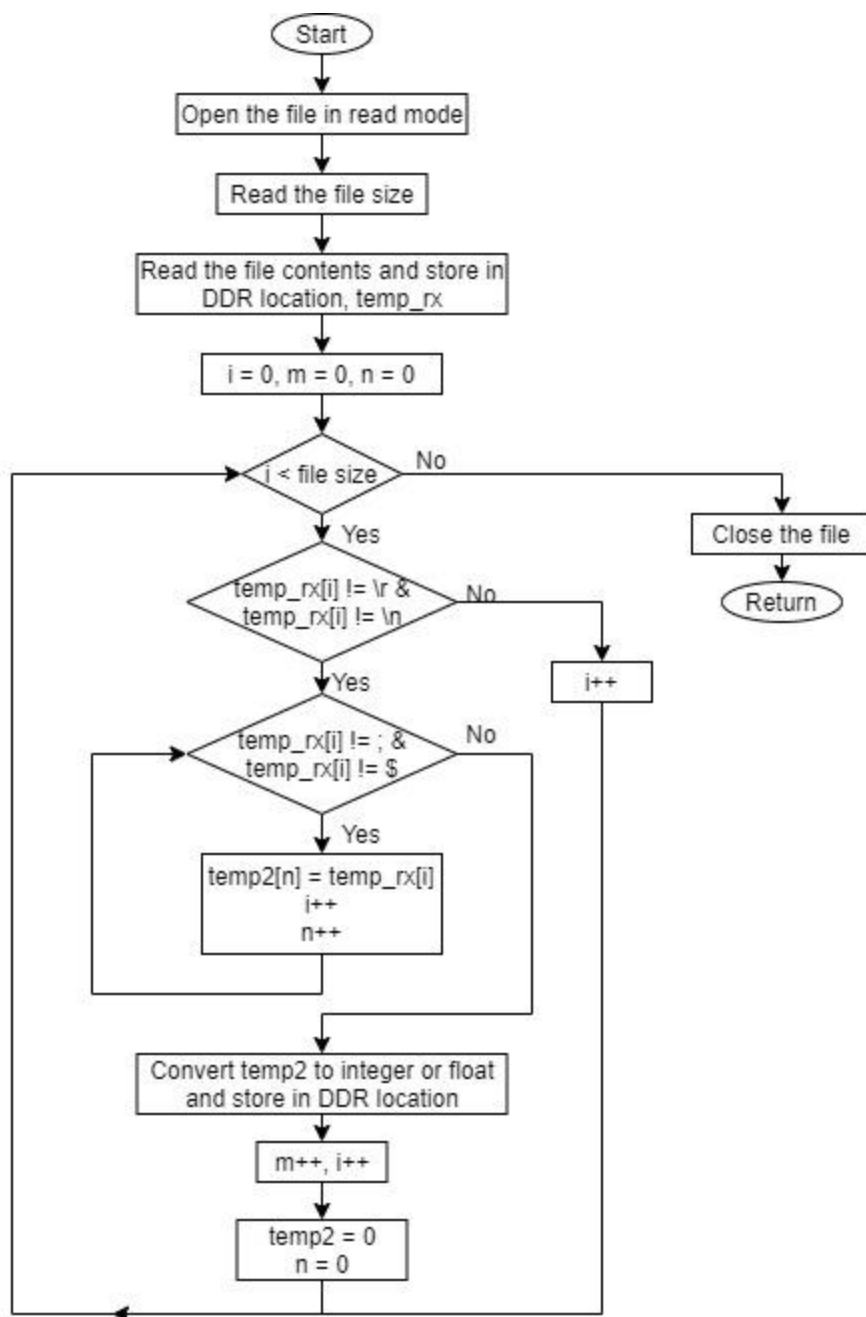 Start
Open the file in read mode
Read the file size
Read the file contents and store in
DDR location, temp_rx
i = 0, m = 0, n = 0
i < file size
No
Yes
Close the file
Return
temp_rx[i] != \r &
temp_rx[i] != \n
No
Yes
i++
temp_rx[i] != ; &
temp_rx[i] != $
No
Yes
temp2[n] = temp_rx[i]
i++
n++
Convert temp2 to integer or float
and store in DDR location
m++, i++
temp2 = 0
n = 0